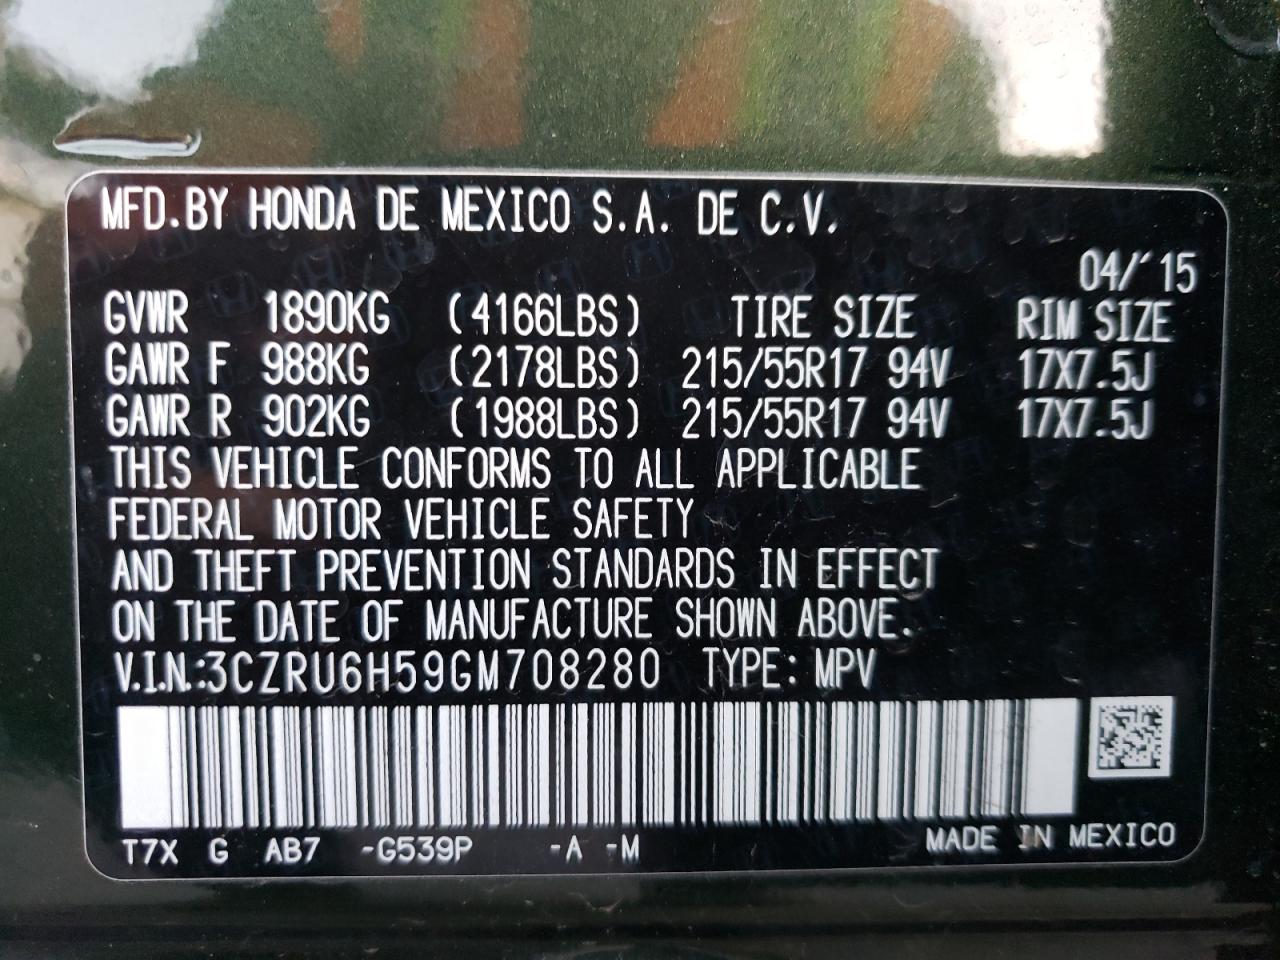 MFD.BY HONDA DE MEXICO S.A. DE C.V.
04/'15
GVWR 1890KG (4166LBS) TIRE SIZE RIM SIZE
GAWR F 988KG (2178LBS) 215/55R17 94V 17X7.5J
GAWR R 902KG (1988LBS) 215/55R17 94V 17X7.5J
THIS VEHICLE CONFORMS TO ALL APPLICABLE
FEDERAL MOTOR VEHICLE SAFETY
AND THEFT PREVENTION STANDARDS IN EFFECT
ON THE DATE OF MANUFACTURE SHOWN ABOVE.
V.I.N.:3CZRU6H59GM708280 TYPE: MPV
T7X G AB7 -G539P -A -M MADE IN MEXICO